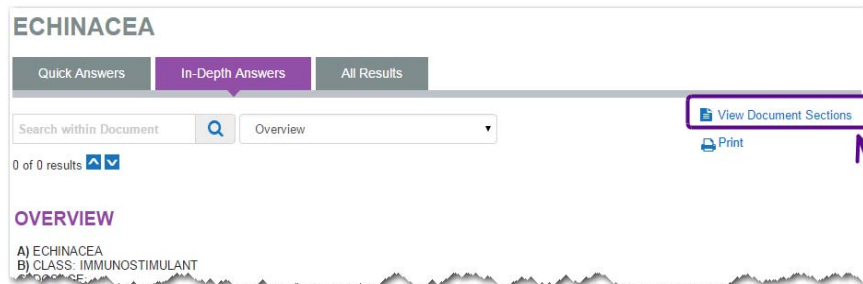 ECHINACEA
Quick Answers In-Depth Answers All Results
Search within Document Overview View Document Sections
Print
0 of 0 results
OVERVIEW
A) ECHINACEA
B) CLASS: IMMUNOSTIMULANT